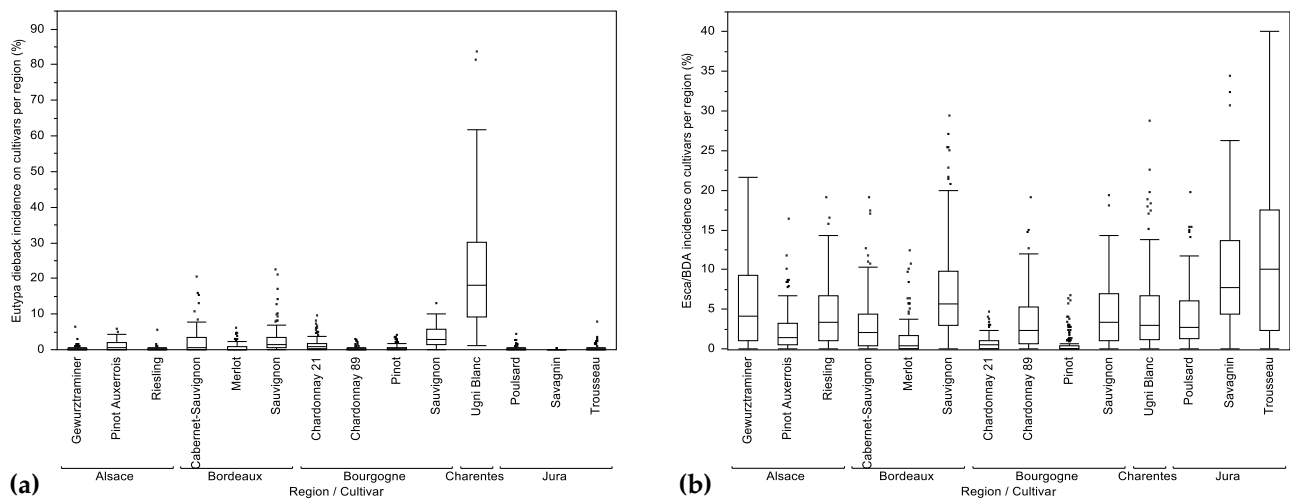 Eutypa dieback incidence on cultivars per region (%)
90
80
70
60
50
40
30
20
10
0
Gewurztraminer
Pinot Auxerrois
Riesling
Cabernet-Sauvignon
Merlot
Sauvignon
Chardonnay 21
Chardonnay 89
Pinot
Sauvignon
Ugni Blanc
Poulsard
Savagnin
Trousseau
Alsace
Bordeaux
Bourgogne
Charentes
Jura
Region / Cultivar
(a)
Esca/BDA incidence on cultivars per region (%)
40
35
30
25
20
15
10
5
0
Gewurztraminer
Pinot Auxerrois
Riesling
Cabernet-Sauvignon
Merlot
Sauvignon
Chardonnay 21
Chardonnay 89
Pinot
Sauvignon
Ugni Blanc
Poulsard
Savagnin
Trousseau
Alsace
Bordeaux
Bourgogne
Charentes
Jura
Region / Cultivar
(b)